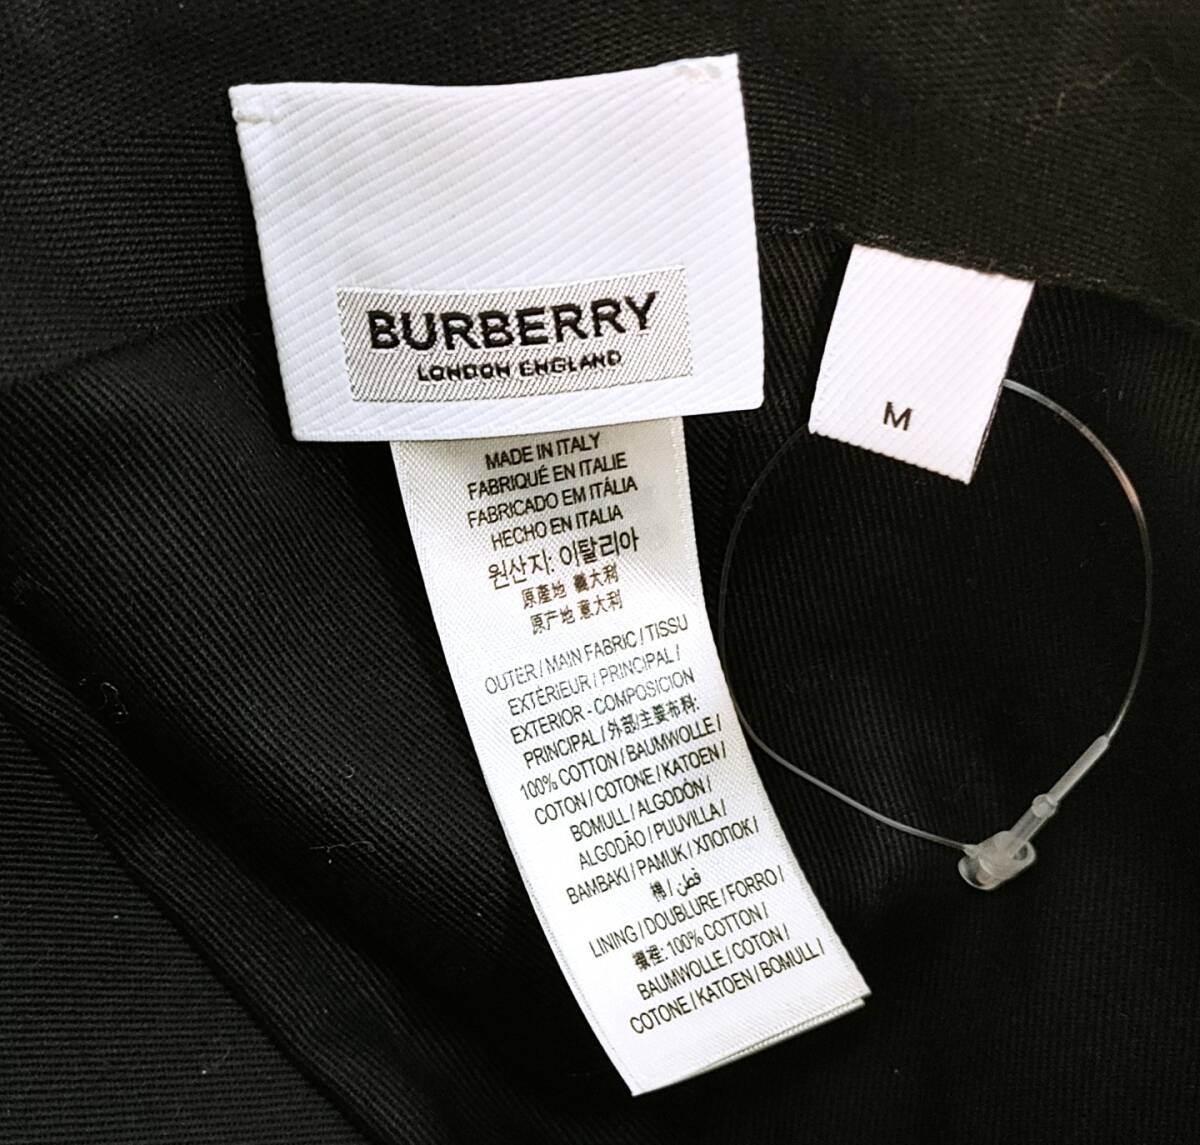 BURBERRY
LONDON ENGLAND
M
MADE IN ITALY
FABRIQUÉ EN ITALIE
FABRICADO EM ITÁLIA
HECHO EN ITALIA
원산지: 이탈리아
原產地 義大利
原产地 意大利
OUTER / MAIN FABRIC / TISSU
EXTÉRIEUR / PRINCIPAL /
EXTERIOR - COMPOSICION
PRINCIPAL / 外部/主要布料:
100% COTTON / BAUMWOLLE /
COTON / COTONE / KATOEN /
BOMULL / ALGODÓN /
ALGODÃO / PUUVILLA /
BAMBAKI / PAMUK / ХЛОПОК /
棉 / قطن
LINING / DOUBLURE / FORRO /
襯裡: 100% COTTON /
BAUMWOLLE / COTON /
COTONE / KATOEN / BOMULL /